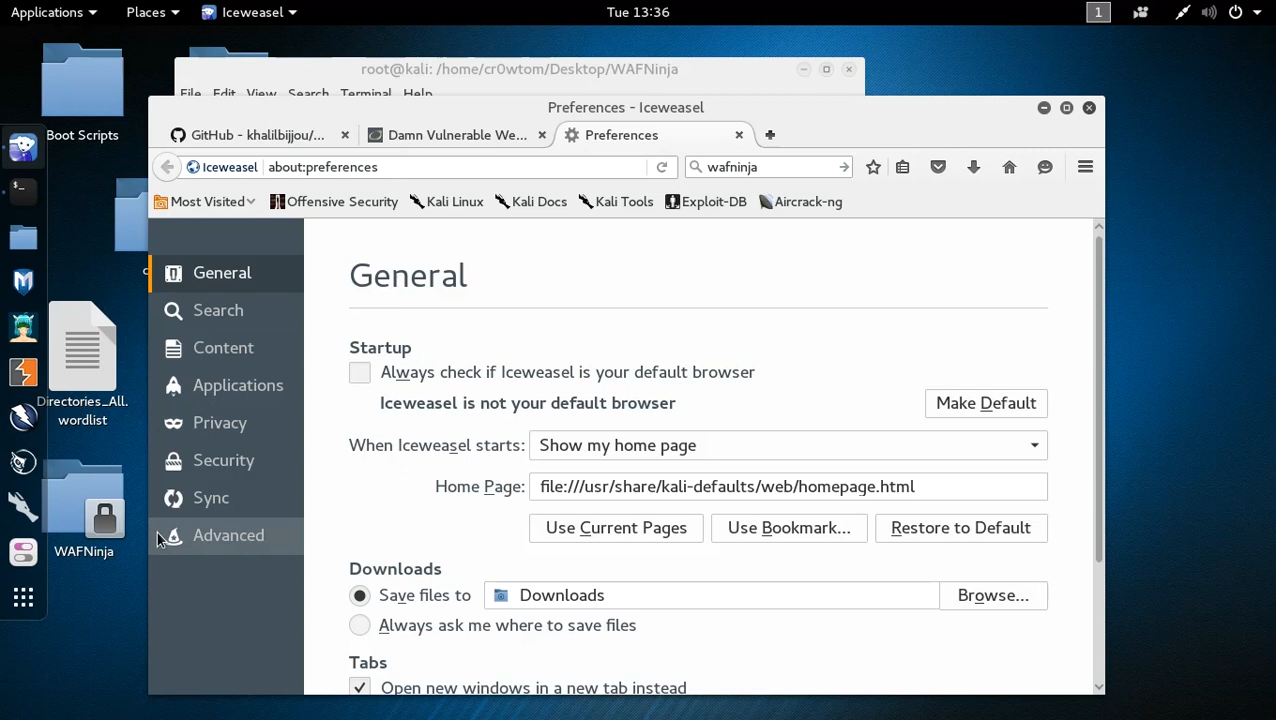 Applications Places Iceweasel Tue 13:36 1
root@kali: /home/cr0wtom/Desktop/WAFNinja
File Edit View Search Terminal Help
Preferences - Iceweasel
GitHub - khalilbijjou/... Damn Vulnerable We... Preferences
Iceweasel about:preferences wafninja
Most Visited Offensive Security Kali Linux Kali Docs Kali Tools Exploit-DB Aircrack-ng
Boot Scripts
Directories_All.
wordlist
WAFNinja
General
Search
Content
Applications
Privacy
Security
Sync
Advanced
General
Startup
Always check if Iceweasel is your default browser
Iceweasel is not your default browser Make Default
When Iceweasel starts: Show my home page
Home Page: file:///usr/share/kali-defaults/web/homepage.html
Use Current Pages Use Bookmark... Restore to Default
Downloads
Save files to Downloads Browse...
Always ask me where to save files
Tabs
Open new windows in a new tab instead